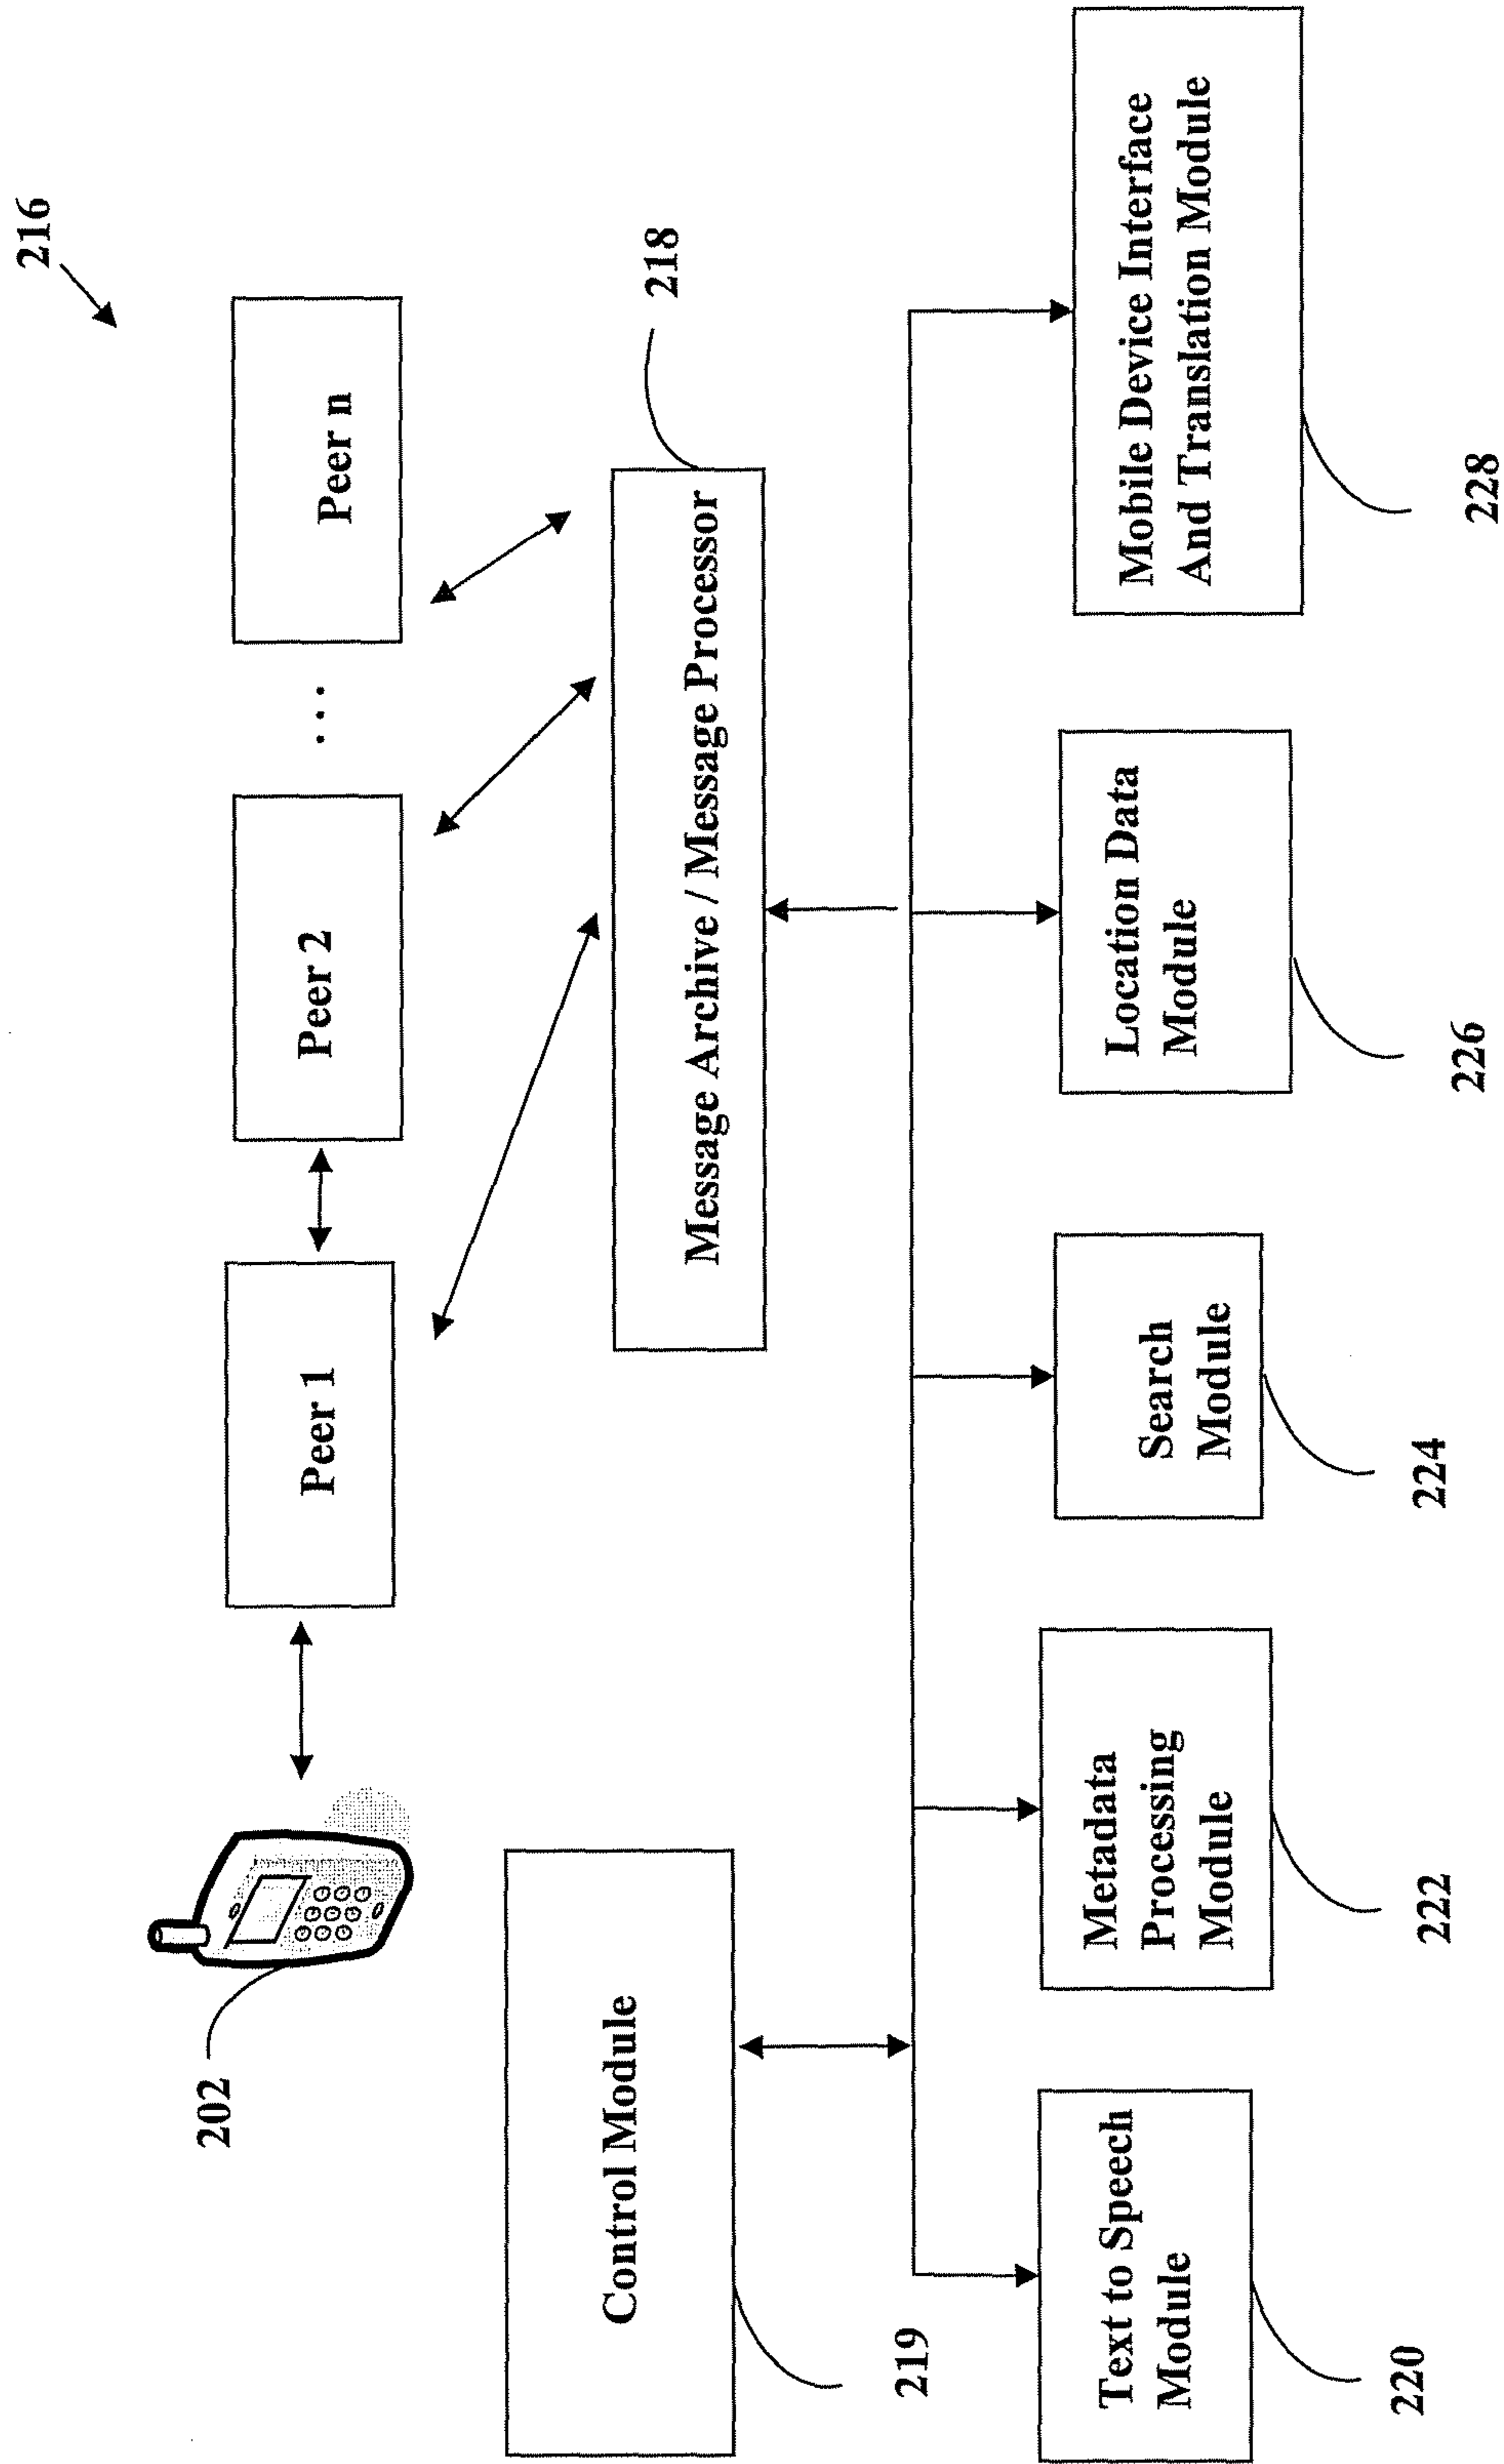 216
Peer 1
Peer 2
...
Peer n
202
218
Message Archive / Message Processor
Control Module
219
Text to Speech
Module
220
Metadata
Processing
Module
222
Search
Module
224
Location Data
Module
226
Mobile Device Interface
And Translation Module
228